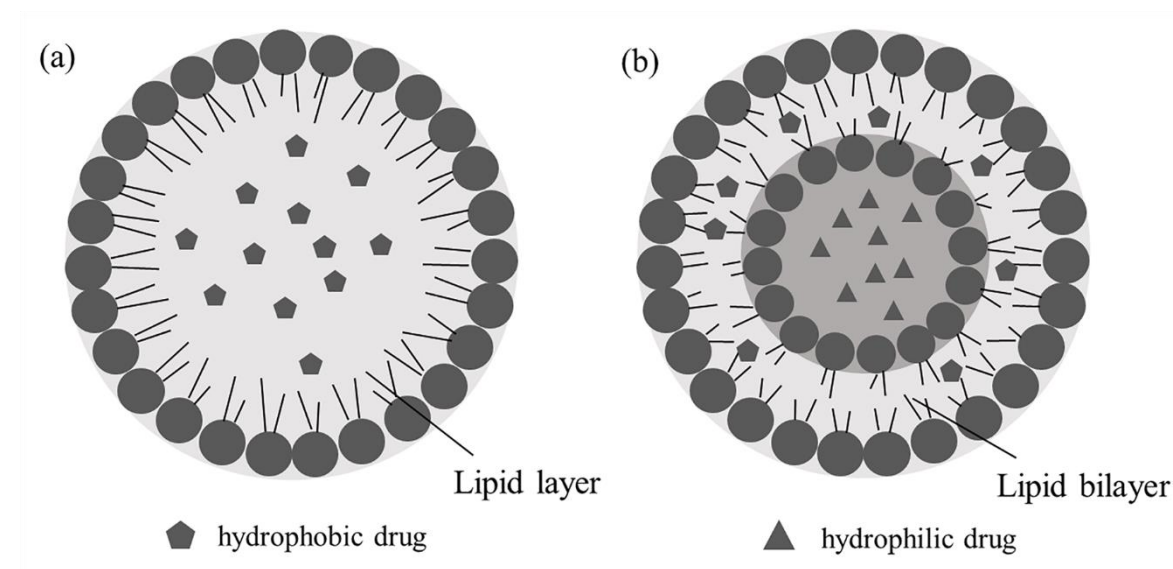 (a)
(b)
Lipid layer
Lipid bilayer
hydrophobic drug
hydrophilic drug